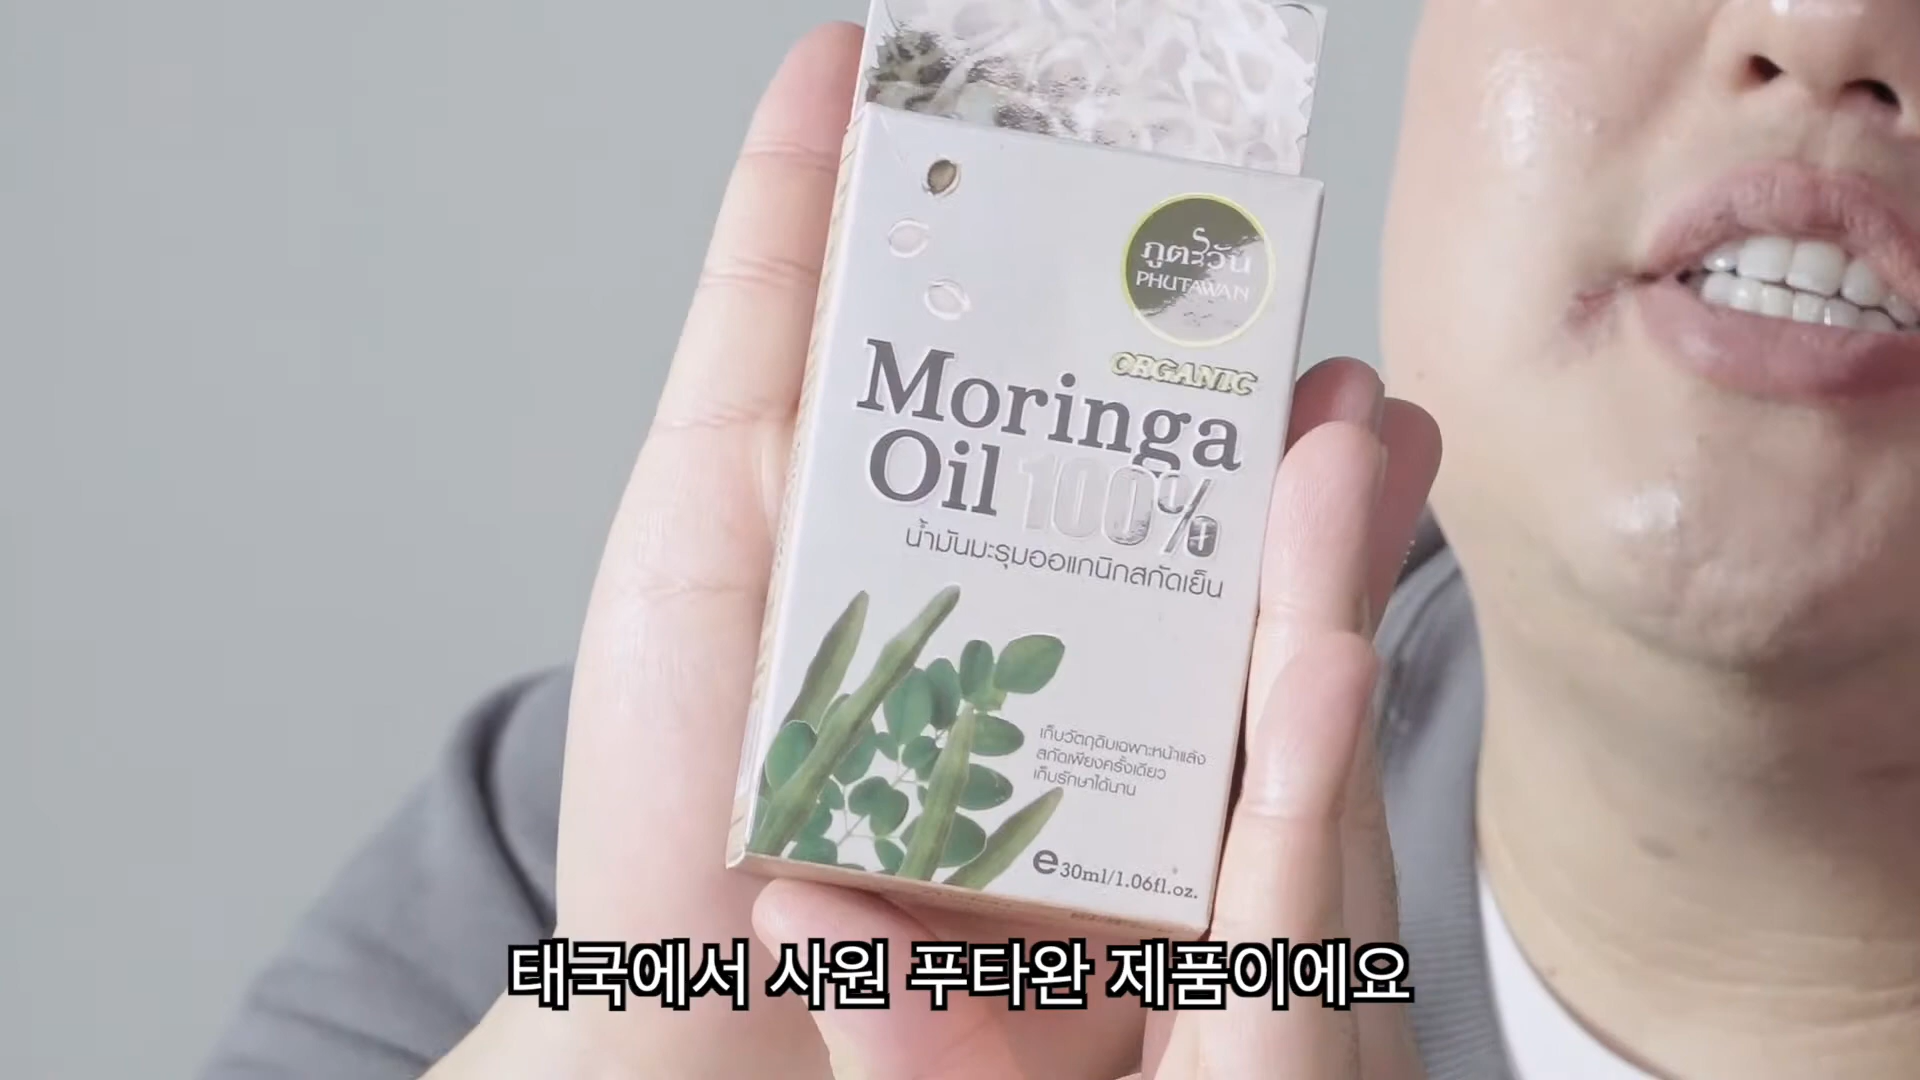 ภูตะวัน
PHUTAWAN
ORGANIC
Moringa
Oil 100%
น้ำมันมะรุมออแกนิกสกัดเย็น
เก็บวัตถุดิบเฉพาะหน้าแล้ง
สกัดเพียงครั้งเดียว
เก็บรักษาได้นาน
e30ml/1.06fl.oz.
태국에서 사원 푸타완 제품이에요